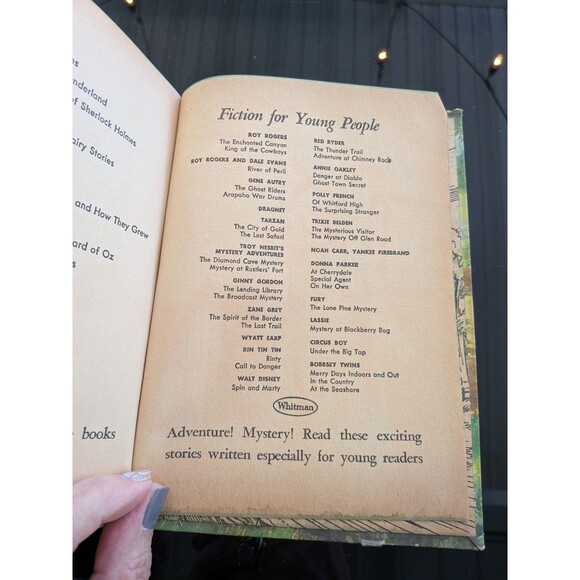 es
nderland
of Sherlock Holmes
airy Stories
and How They Grew
ard of Oz
s
books
Fiction for Young People
ROY ROGERS
The Enchanted Canyon
King of the Cowboys
ROY ROGERS AND DALE EVANS
River of Peril
GENE AUTRY
The Ghost Riders
Arapaho War Drums
DRAGNET
TARZAN
The City of Gold
The Lost Safari
TROY NESBIT'S
MYSTERY ADVENTURES
The Diamond Cave Mystery
Mystery at Rustlers' Fort
GINNY GORDON
The Lending Library
The Broadcast Mystery
ZANE GREY
The Spirit of the Border
The Last Trail
WYATT EARP
RIN TIN TIN
Rinty
Call to Danger
WALT DISNEY
Spin and Marty
RED RYDER
The Thunder Trail
Adventure at Chimney Rock
ANNIE OAKLEY
Danger at Diablo
Ghost Town Secret
POLLY FRENCH
Of Whitford High
The Surprising Stranger
TRIXIE BELDEN
The Mysterious Visitor
The Mystery Off Glen Road
NOAH CARR, YANKEE FIREBRAND
DONNA PARKER
At Cherrydale
Special Agent
On Her Own
FURY
The Lone Pine Mystery
LASSIE
Mystery at Blackberry Bog
CIRCUS BOY
Under the Big Top
BOBBSEY TWINS
Merry Days Indoors and Out
In the Country
At the Seashore
Whitman
Adventure! Mystery! Read these exciting
stories written especially for young readers